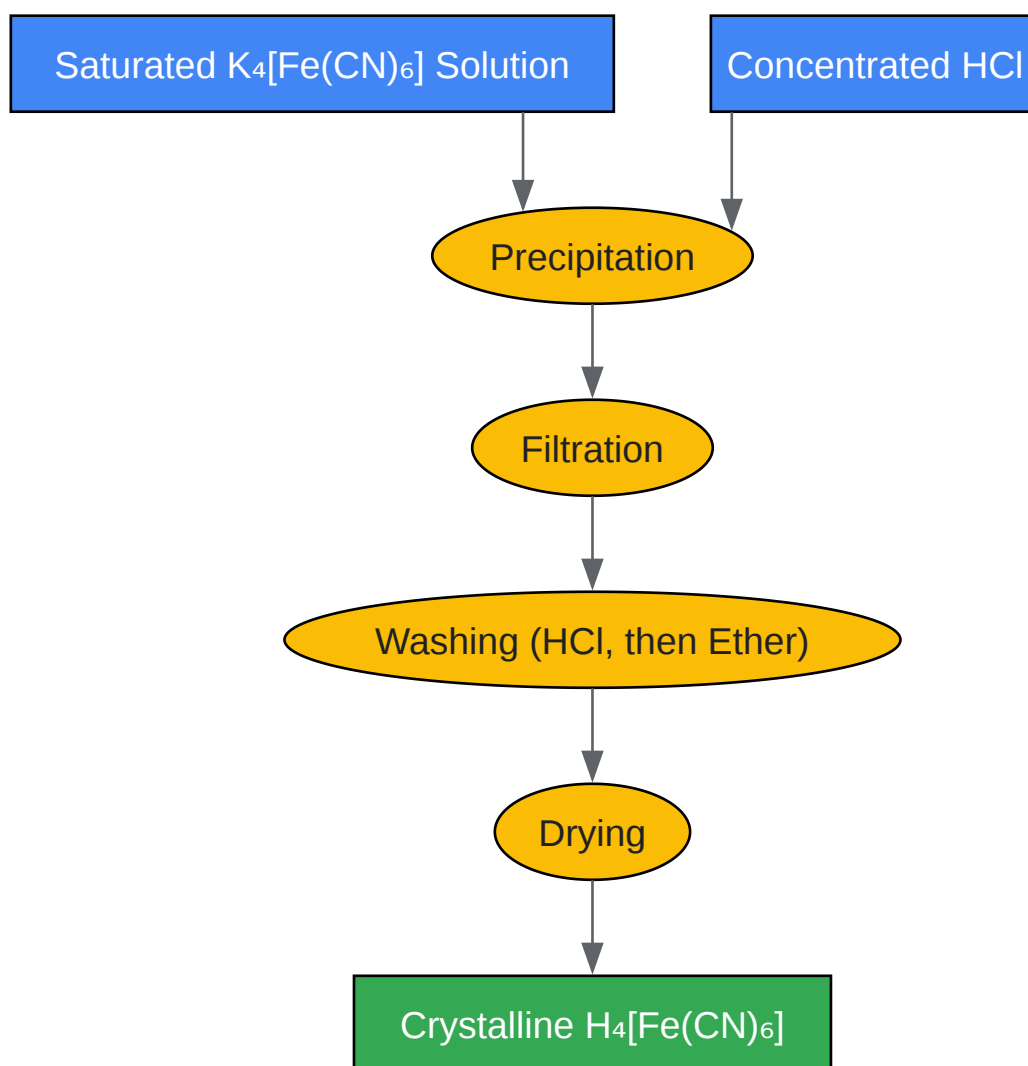 Saturated K₄[Fe(CN)₆] Solution
Concentrated HCl
Precipitation
Filtration
Washing (HCl, then Ether)
Drying
Crystalline H₄[Fe(CN)₆]